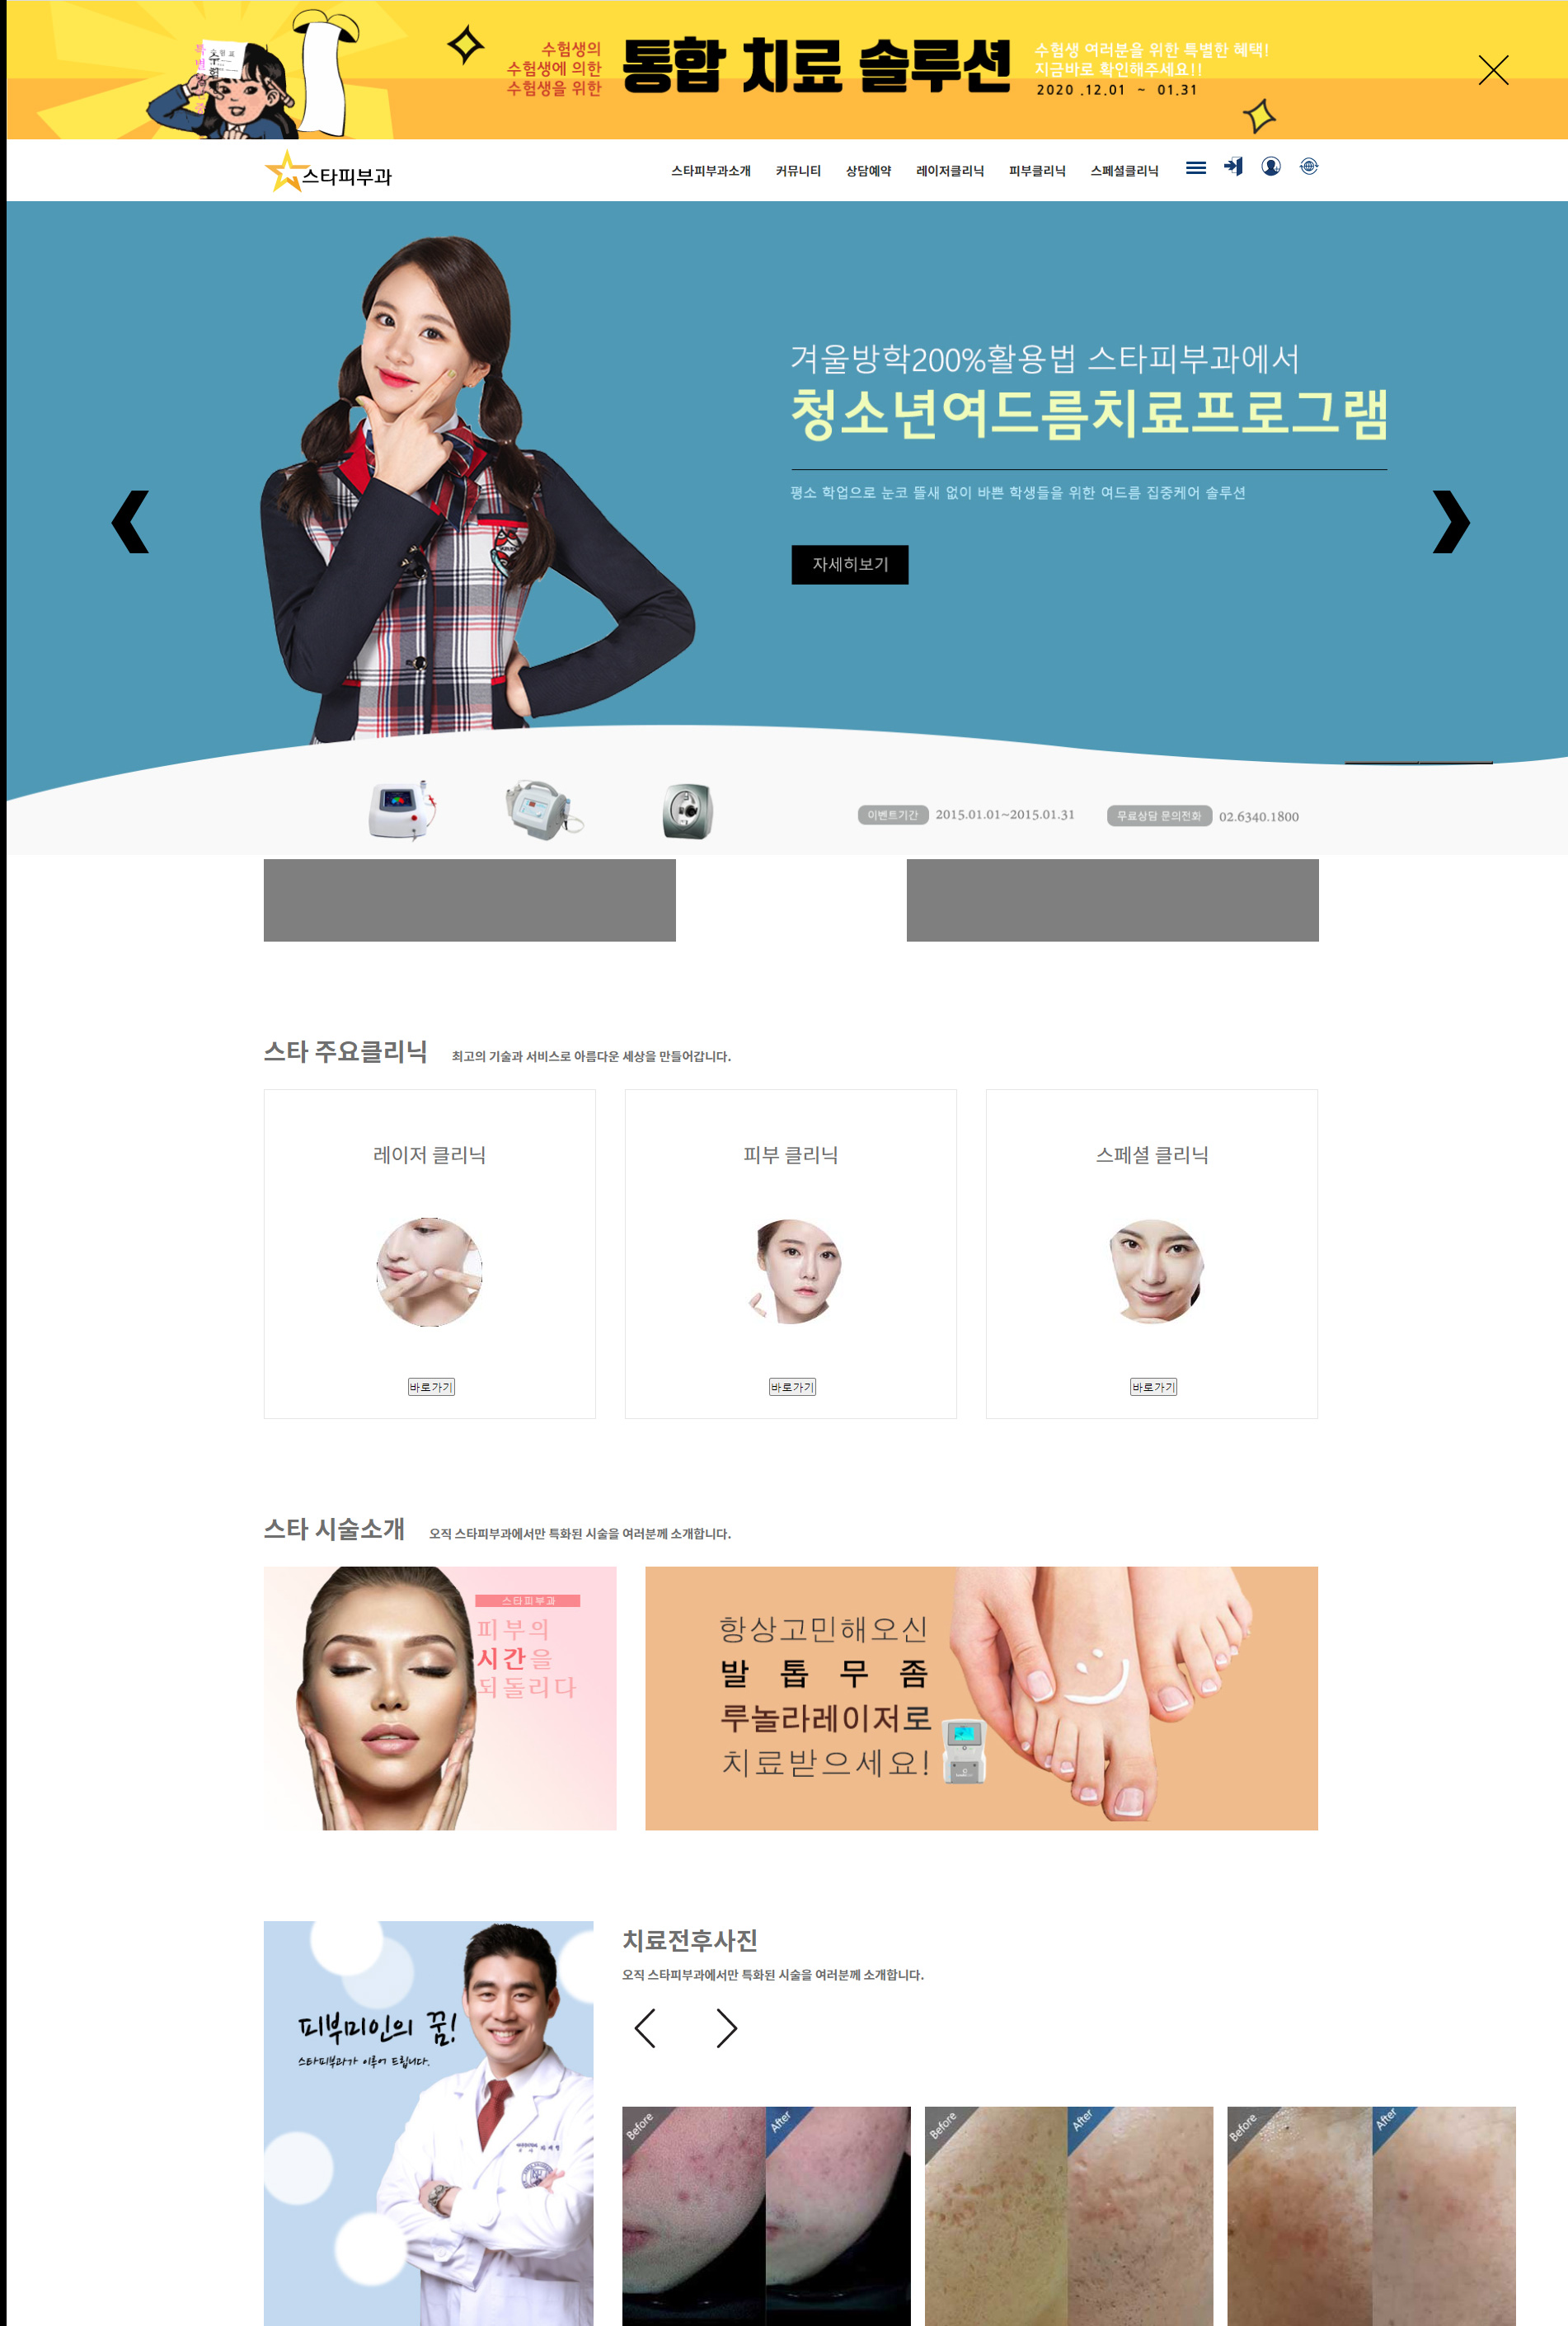 수험생의
수험생에 의한
수험생을 위한
통합 치료 솔루션
수험생 여러분을 위한 특별한 혜택!
지금바로 확인해주세요!!
2020 .12.01 ~ 01.31
스타피부과
스타피부과소개 커뮤니티 상담예약 레이저클리닉 피부클리닉 스페셜클리닉
겨울방학200%활용법 스타피부과에서
청소년여드름치료프로그램
평소 학업으로 눈코 뜰새 없이 바쁜 학생들을 위한 여드름 집중케어 솔루션
자세히보기
이벤트기간 2015.01.01~2015.01.31 무료상담 문의전화 02.6340.1800
스타 주요클리닉 최고의 기술과 서비스로 아름다운 세상을 만들어갑니다.
레이저 클리닉
피부 클리닉
스페셜 클리닉
바로가기
바로가기
바로가기
스타 시술소개 오직 스타피부과에서만 특화된 시술을 여러분께 소개합니다.
스타피부과
피부의
시간을
되돌리다
항상고민해오신
발 톱 무 좀
루놀라레이저로
치료받으세요!
피부미인의 꿈!
스타피부과가 이루어 드립니다.
치료전후사진
오직 스타피부과에서만 특화된 시술을 여러분께 소개합니다.
Before After
Before After
Before After